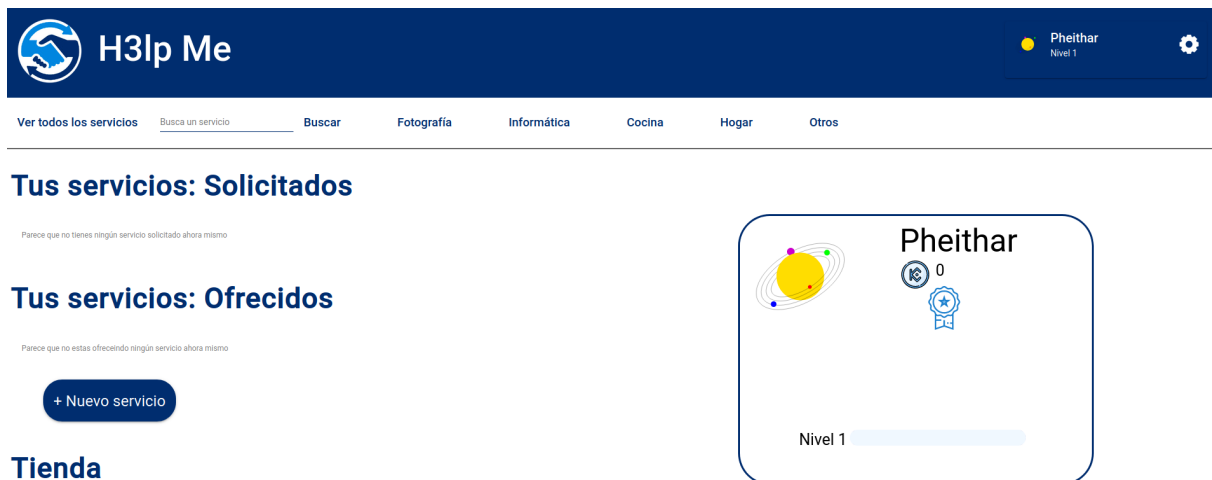 H3lp Me
Pheithar
Nivel 1
Ver todos los servicios Busca un servicio Buscar Fotografía Informática Cocina Hogar Otros
Tus servicios: Solicitados
Parece que no tienes ningún servicio solicitado ahora mismo
Tus servicios: Ofrecidos
Parece que no estas ofreceindo ningún servicio ahora mismo
+ Nuevo servicio
Tienda
Pheithar
0
Nivel 1